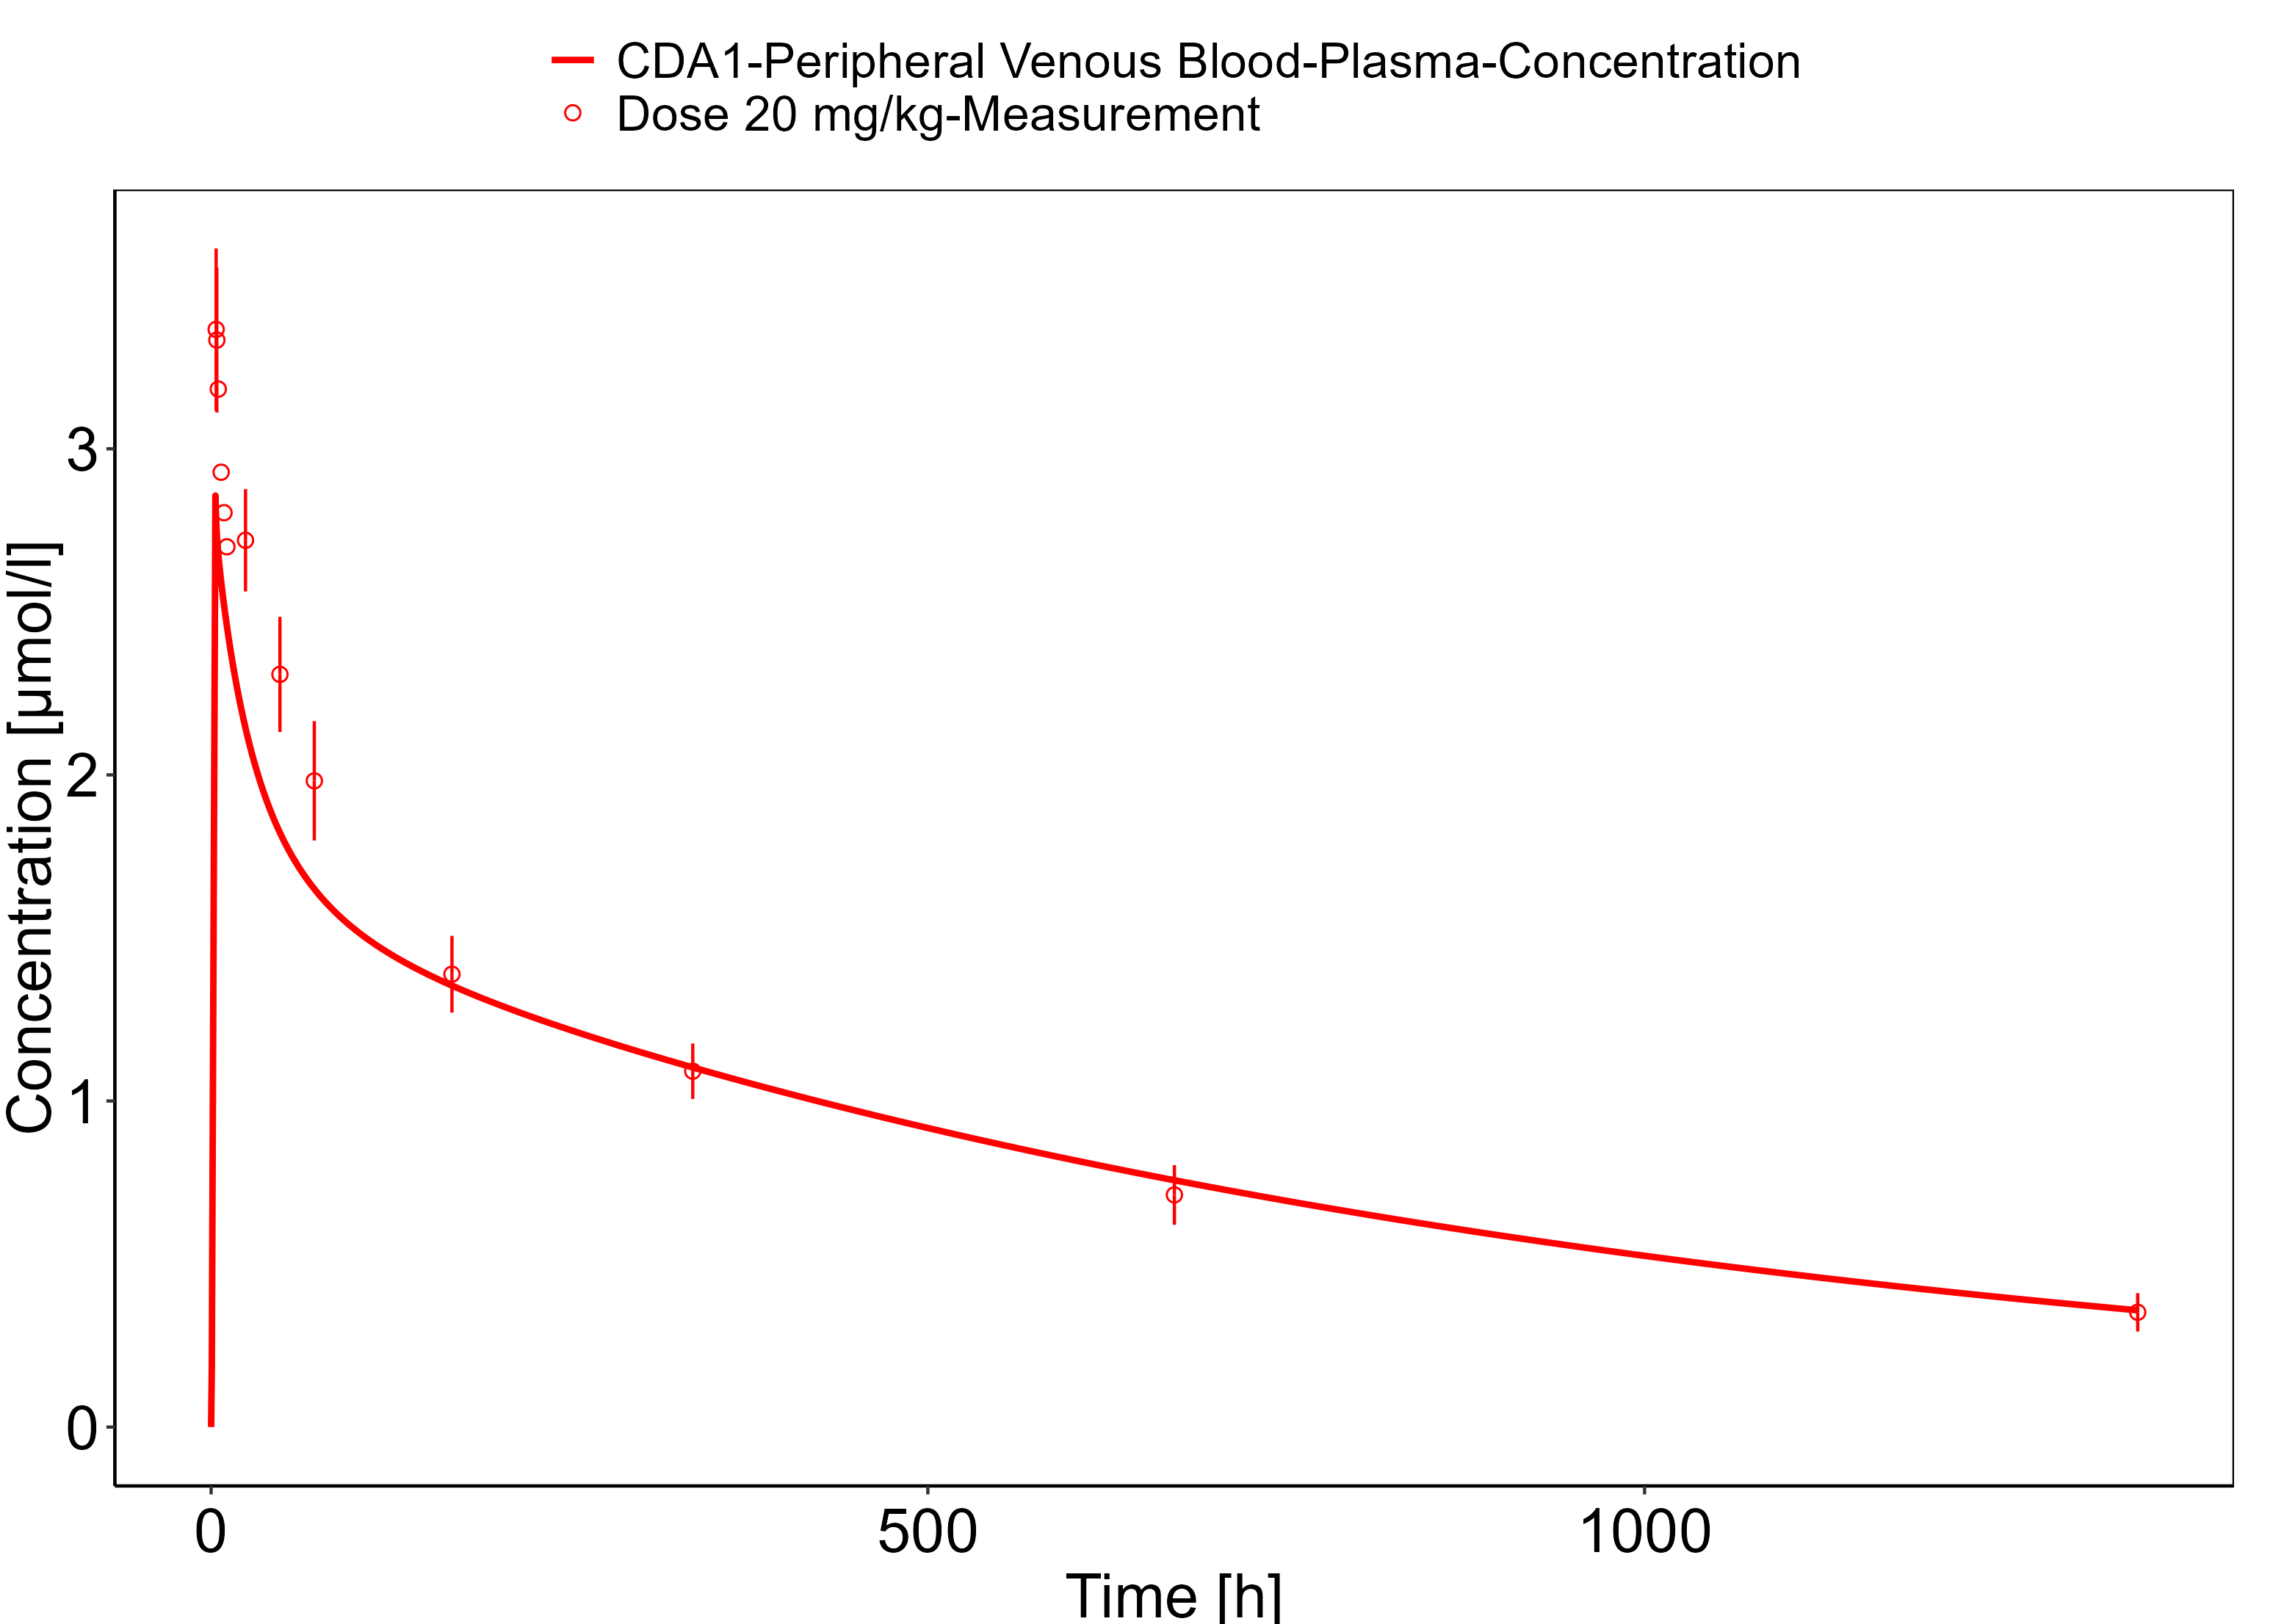 CDA1-Peripheral Venous Blood-Plasma-Concentration
Dose 20 mg/kg-Measurement
Concentration [µmol/l]
3
2
1
0
0
500
1000
Time [h]